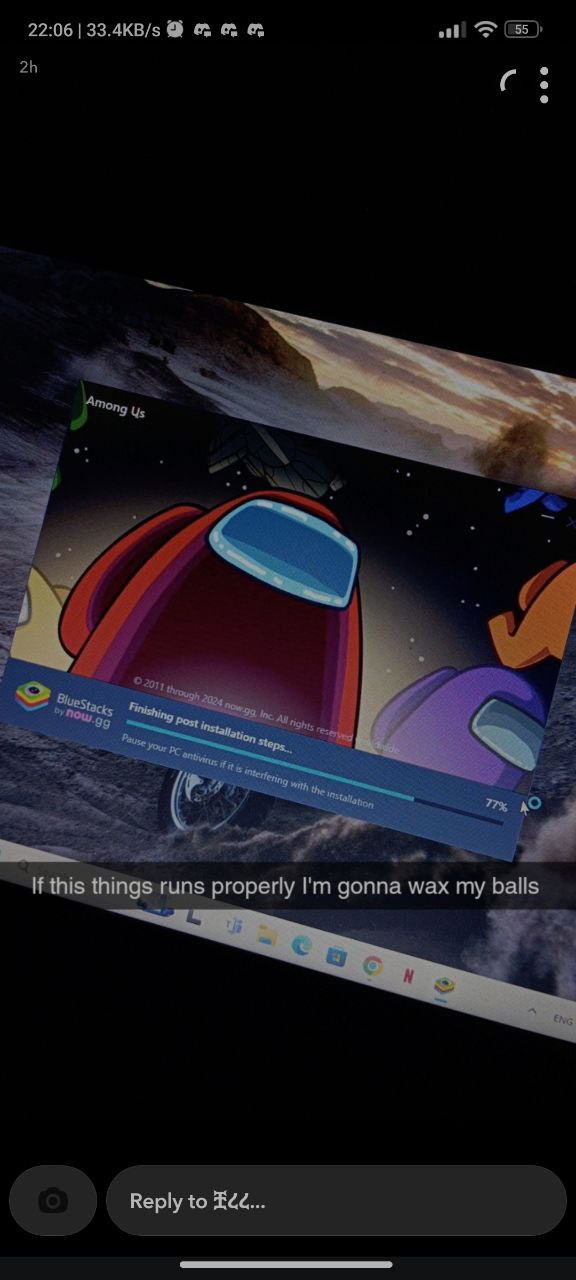 22:06 | 33.4KB/s
55
2h
Among Us
© 2011 through 2024 now.gg, Inc. All rights reserved
BlueStacks
by now.gg
Finishing post installation steps...
Pause your PC antivirus if it is interfering with the installation
77%
If this things runs properly I'm gonna wax my balls
N
ENG
Reply to